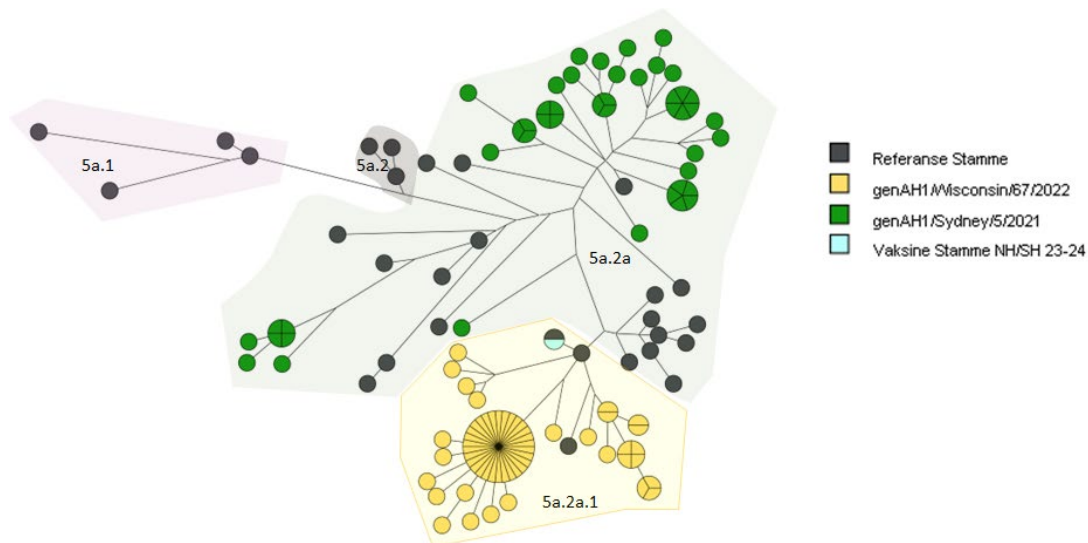 5a.1
5a.2
5a.2a
5a.2a.1
Referanse Stamme
genAH1/Wisconsin/67/2022
genAH1/Sydney/5/2021
Vaksine Stamme NH/SH 23-24